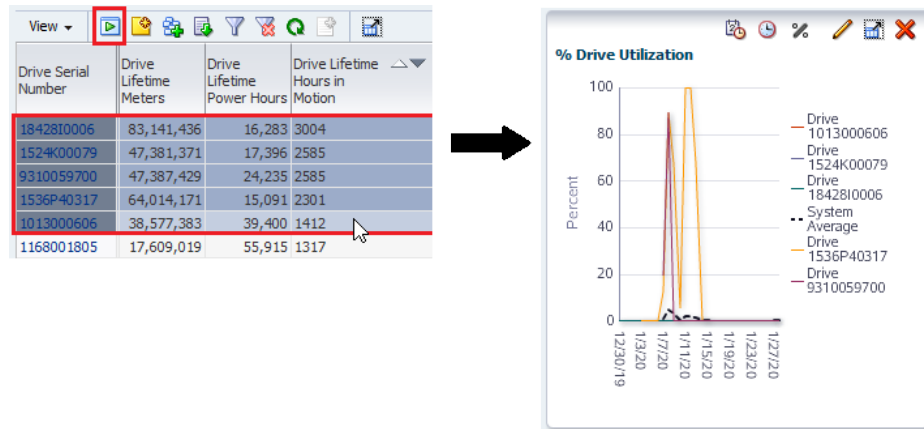 View
Drive Serial Number
Drive Lifetime Meters
Drive Lifetime Power Hours
Drive Lifetime Hours in Motion
18428I0006 83,141,436 16,283 3004
1524K00079 47,381,371 17,396 2585
9310059700 47,387,429 24,235 2585
1536P40317 64,014,171 15,091 2301
1013000606 38,577,383 39,400 1412
1168001805 17,609,019 55,915 1317
% Drive Utilization
100
80
60
40
20
0
Percent
12/30/19
1/3/20
1/7/20
1/11/20
1/15/20
1/19/20
1/23/20
1/27/20
Drive
1013000606
Drive
1524K00079
Drive
18428I0006
System
Average
Drive
1536P40317
Drive
9310059700